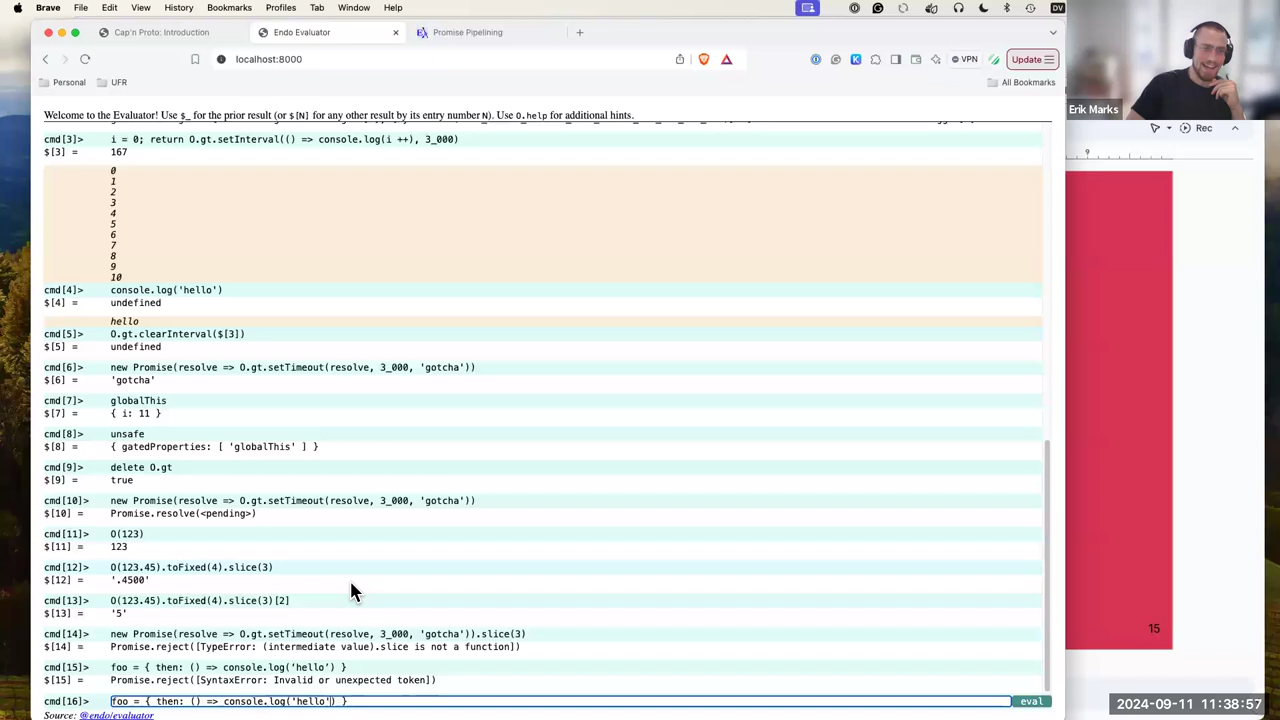 Brave File Edit View History Bookmarks Profiles Tab Window Help
Cap'n Proto: Introduction
Endo Evaluator
Promise Pipelining
localhost:8000
VPN
Update
Personal UFR
All Bookmarks
Erik Marks
Rec
9
Welcome to the Evaluator! Use $_ for the prior result (or $[N] for any other result by its entry number N). Use O.help for additional hints.
cmd[3]> i = 0; return O.gt.setInterval(() => console.log(i ++), 3_000)
$[3] = 167
0
1
2
3
4
5
6
7
8
9
10
cmd[4]> console.log('hello')
$[4] = undefined
hello
cmd[5]> O.gt.clearInterval($[3])
$[5] = undefined
cmd[6]> new Promise(resolve => O.gt.setTimeout(resolve, 3_000, 'gotcha'))
$[6] = 'gotcha'
cmd[7]> globalThis
$[7] = { i: 11 }
cmd[8]> unsafe
$[8] = { gatedProperties: [ 'globalThis' ] }
cmd[9]> delete O.gt
$[9] = true
cmd[10]> new Promise(resolve => O.gt.setTimeout(resolve, 3_000, 'gotcha'))
$[10] = Promise.resolve(<pending>)
cmd[11]> O(123)
$[11] = 123
cmd[12]> O(123.45).toFixed(4).slice(3)
$[12] = '.4500'
cmd[13]> O(123.45).toFixed(4).slice(3)[2]
$[13] = '5'
cmd[14]> new Promise(resolve => O.gt.setTimeout(resolve, 3_000, 'gotcha')).slice(3)
$[14] = Promise.reject([TypeError: (intermediate value).slice is not a function])
cmd[15]> foo = { then: () => console.log(‘hello’) }
$[15] = Promise.reject([SyntaxError: Invalid or unexpected token])
cmd[16]> foo = { then: () => console.log('hello') }
eval
Source: @endo/evaluator
15
2024-09-11 11:38:57